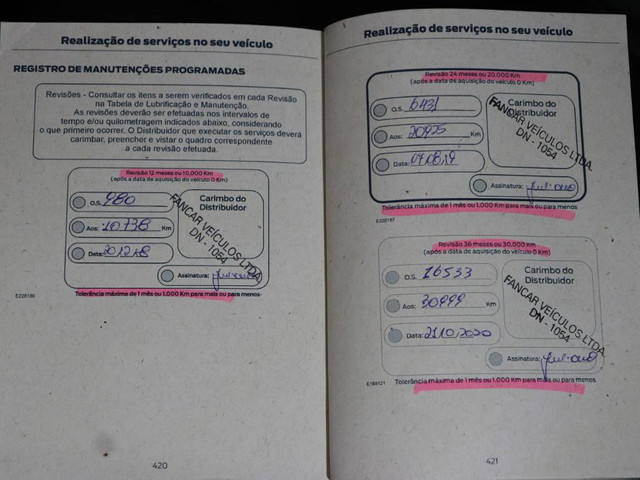 Realização de serviços no seu veículo
REGISTRO DE MANUTENÇÕES PROGRAMADAS
Revisões - Consultar os itens a serem verificados em cada Revisão
na Tabela de Lubrificação e Manutenção.
As revisões deverão ser efetuadas nos intervalos de
tempo e/ou quilometragem indicados abaixo, considerando
o que primeiro ocorrer. O Distribuidor que executar os serviços deverá
carimbar, preencher e vistar o quadro correspondente
a cada revisão efetuada.
Revisão 12 meses ou 10.000 Km
(após a data de aquisição do veículo 0 Km)
O.S. 980
Carimbo do
Distribuidor
Aos: 10738 Km
FANCAR VEÍCULOS LTDA.
DN - 1054
Data: 201218
Assinatura:
Tolerância máxima de 1 mês ou 1.000 Km para mais ou para menos
E228186
420
Realização de serviços no seu veículo
Revisão 24 meses ou 20.000 Km
(após a data de aquisição do veículo 0 Km)
O.S. 6431
Carimbo do
Distribuidor
Aos: 20925 Km
FANCAR VEÍCULOS LTDA.
DN - 1054
Data:
Assinatura: Juliano
Tolerância máxima de 1 mês ou 1.000 Km para mais ou para menos
E228187
Revisão 36 meses ou 30.000 Km
(após a data de aquisição do veículo 0 Km)
O.S. 16533
Carimbo do
Distribuidor
Aos: 30999 Km
FANCAR VEÍCULOS LTDA.
DN - 1054
Data: 21.10.2020
Assinatura: Juliano
Tolerância máxima de 1 mês ou 1.000 Km para mais ou para menos
E188121
421